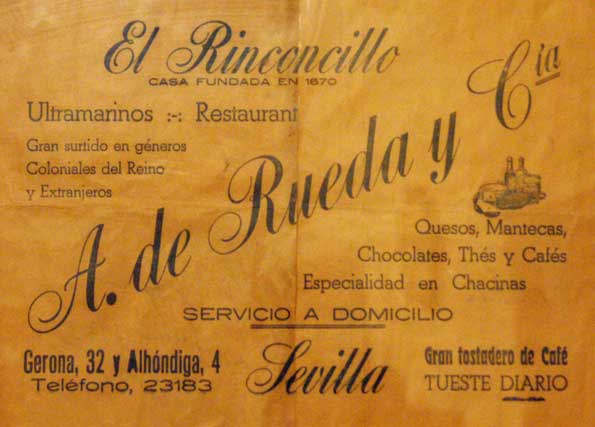 El Rinconcillo
CASA FUNDADA EN 1670
Ultramarinos :-: Restaurant
Gran surtido en géneros
Coloniales del Reino
y Extranjeros
A. de Rueda y Cía
Quesos, Mantecas,
Chocolates, Thés y Cafés
Especialidad en Chacinas
SERVICIO A DOMICILIO
Gerona, 32 y Alhóndiga, 4
Teléfono, 23183
Sevilla
Gran tostadero de Café
TUESTE DIARIO